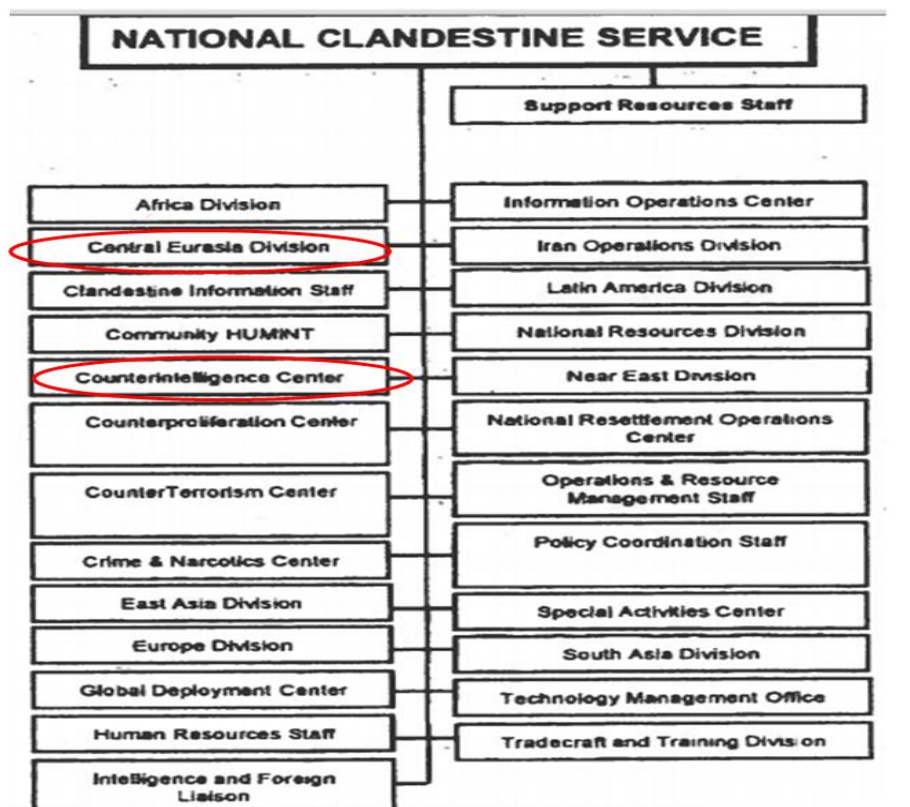 NATIONAL CLANDESTINE SERVICE
Support Resources Staff
Africa Division
Central Eurasia Division
Clandestine Information Staff
Community HUMINT
Counterintelligence Center
Counterproliferation Center
CounterTerrorism Center
Crime & Narcotics Center
East Asia Division
Europe Division
Global Deployment Center
Human Resources Staff
Intelligence and Foreign
Liaison
Information Operations Center
Iran Operations Division
Latin America Division
National Resources Division
Near East Division
National Resettlement Operations
Center
Operations & Resource
Management Staff
Policy Coordination Staff
Special Activities Center
South Asia Division
Technology Management Office
Tradecraft and Training Division